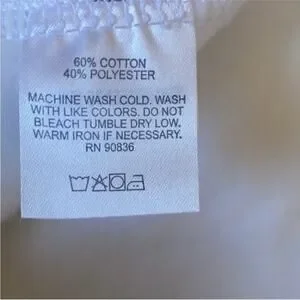 60% COTTON
40% POLYESTER
MACHINE WASH COLD. WASH
WITH LIKE COLORS. DO NOT
BLEACH TUMBLE DRY LOW.
WARM IRON IF NECESSARY.
RN 90836